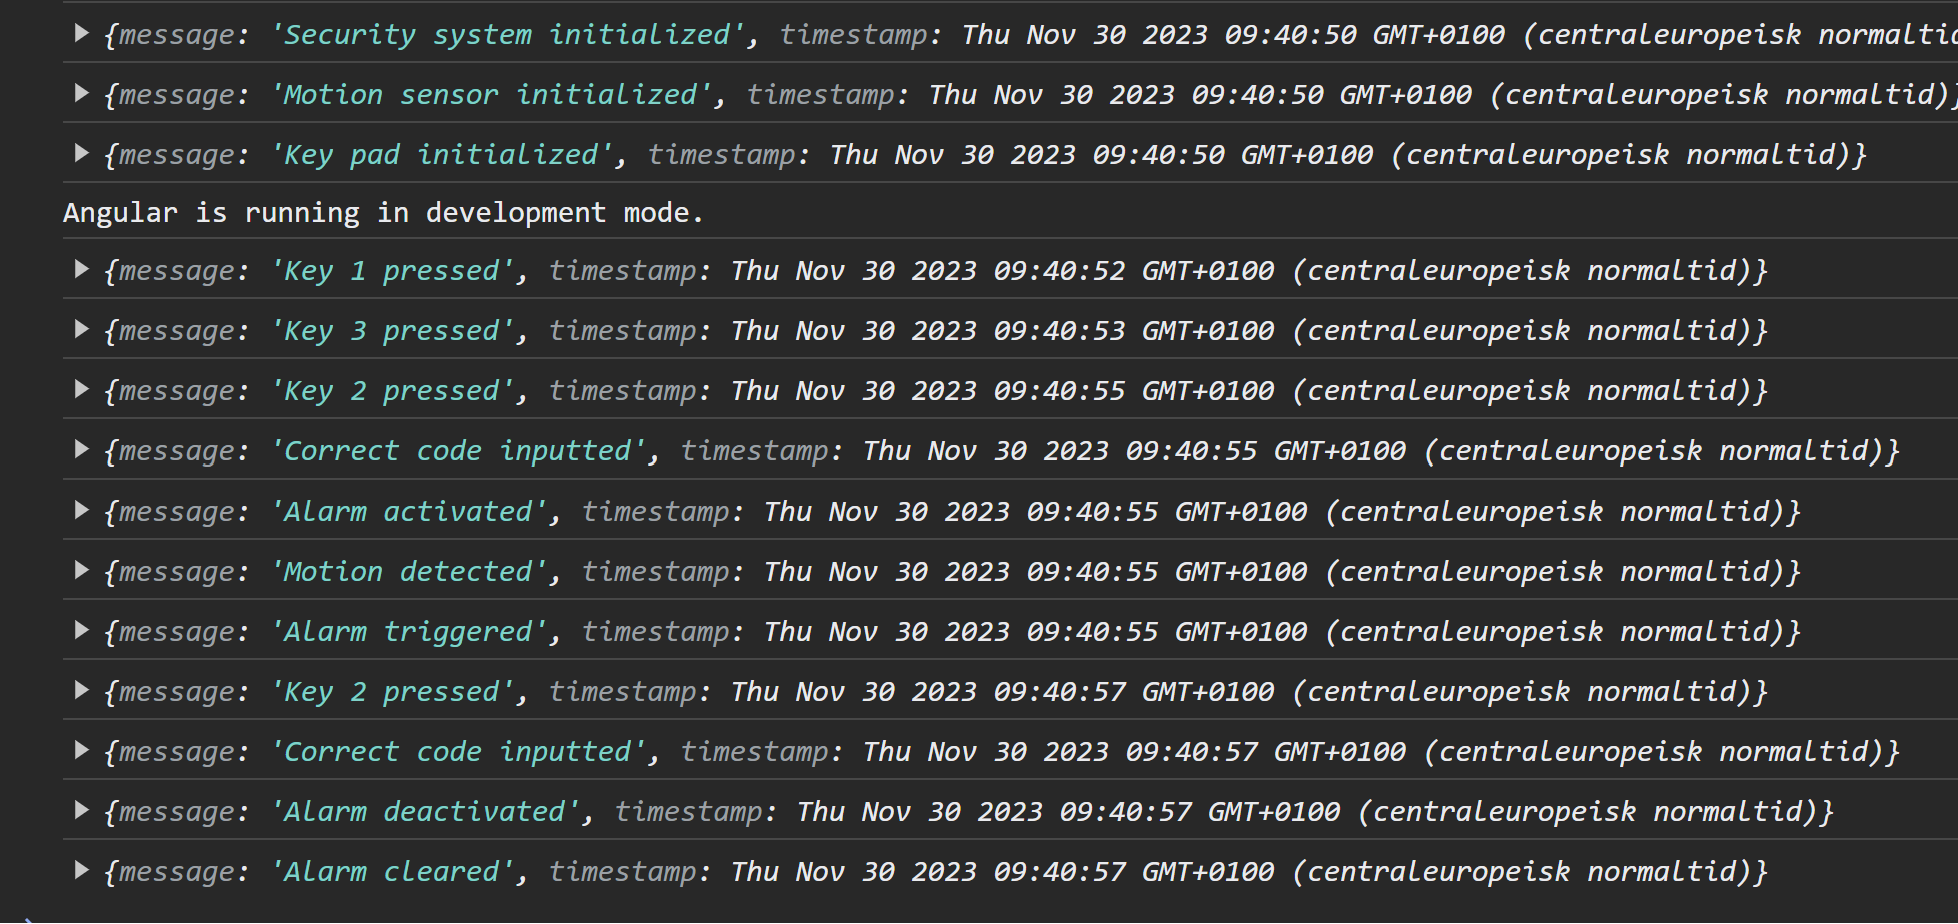 {message: 'Security system initialized', timestamp: Thu Nov 30 2023 09:40:50 GMT+0100 (centraleuropeisk
{message: 'Motion sensor initialized', timestamp: Thu Nov 30 2023 09:40:50 GMT+0100 (centraleuropeisk normaltid)}
{message: 'Key pad initialized', timestamp: Thu Nov 30 2023 09:40:50 GMT+0100 (centraleuropeisk normaltid)}
Angular is running in development mode.
{message: 'Key 1 pressed', timestamp: Thu Nov 30 2023 09:40:52 GMT+0100 (centraleuropeisk normaltid)}
{message: 'Key 3 pressed', timestamp: Thu Nov 30 2023 09:40:53 GMT+0100 (centraleuropeisk normaltid)}
{message: 'Key 2 pressed', timestamp: Thu Nov 30 2023 09:40:55 GMT+0100 (centraleuropeisk normaltid)}
{message: 'Correct code inputted', timestamp: Thu Nov 30 2023 09:40:55 GMT+0100 (centraleuropeisk normaltid)}
{message: 'Alarm activated', timestamp: Thu Nov 30 2023 09:40:55 GMT+0100 (centraleuropeisk normaltid)}
{message: 'Motion detected', timestamp: Thu Nov 30 2023 09:40:55 GMT+0100 (centraleuropeisk normaltid)}
{message: 'Alarm triggered', timestamp: Thu Nov 30 2023 09:40:55 GMT+0100 (centraleuropeisk normaltid)}
{message: 'Key 2 pressed', timestamp: Thu Nov 30 2023 09:40:57 GMT+0100 (centraleuropeisk normaltid)}
{message: 'Correct code inputted', timestamp: Thu Nov 30 2023 09:40:57 GMT+0100 (centraleuropeisk normaltid)}
{message: 'Alarm deactivated', timestamp: Thu Nov 30 2023 09:40:57 GMT+0100 (centraleuropeisk normaltid)}
{message: 'Alarm cleared', timestamp: Thu Nov 30 2023 09:40:57 GMT+0100 (centraleuropeisk normaltid)}